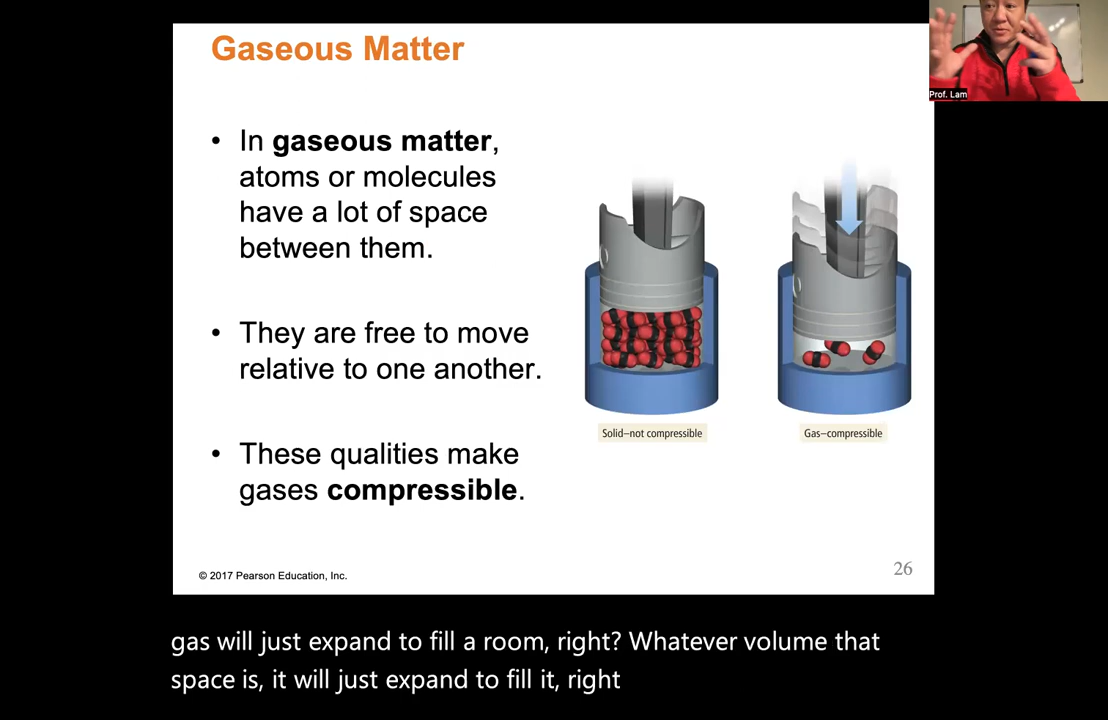 Gaseous Matter
Prof. Lam
• In gaseous matter,
atoms or molecules
have a lot of space
between them.
• They are free to move
relative to one another.
• These qualities make
gases compressible.
Solid–not compressible
Gas–compressible
© 2017 Pearson Education, Inc.
26
gas will just expand to fill a room, right? Whatever volume that
space is, it will just expand to fill it, right